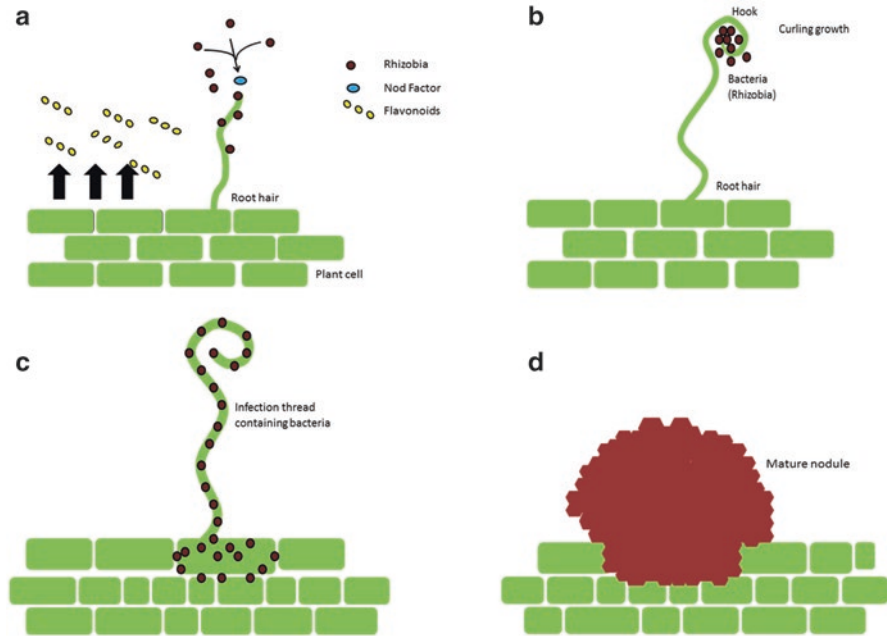 a
Rhizobia
Nod Factor
Flavonoids
Root hair
Plant cell
b
Hook
Curling growth
Bacteria
(Rhizobia)
Root hair
c
Infection thread
containing bacteria
d
Mature nodule